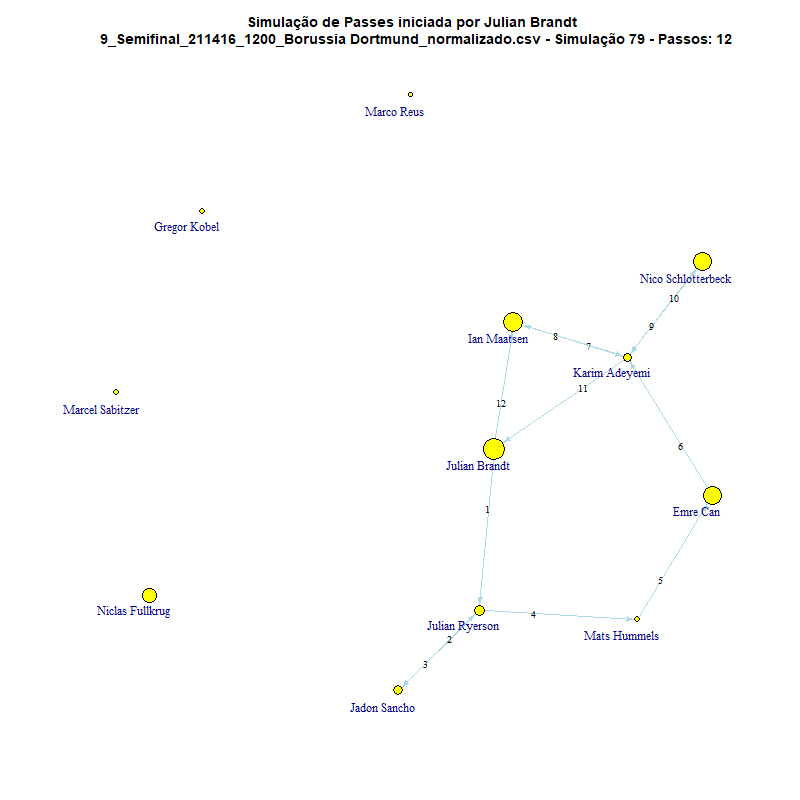 Simulação de Passes iniciada por Julian Brandt
9_Semifinal_211416_1200_Borussia Dortmund_normalizado.csv - Simulação 79 - Passos: 12
Marco Reus
Gregor Kobel
Nico Schlotterbeck
10
9
Ian Maatsen
8
7
Karim Adeyemi
11
Marcel Sabitzer
12
6
Julian Brandt
1
Emre Can
5
Niclas Fullkrug
4
Julian Ryerson
Mats Hummels
2
3
Jadon Sancho